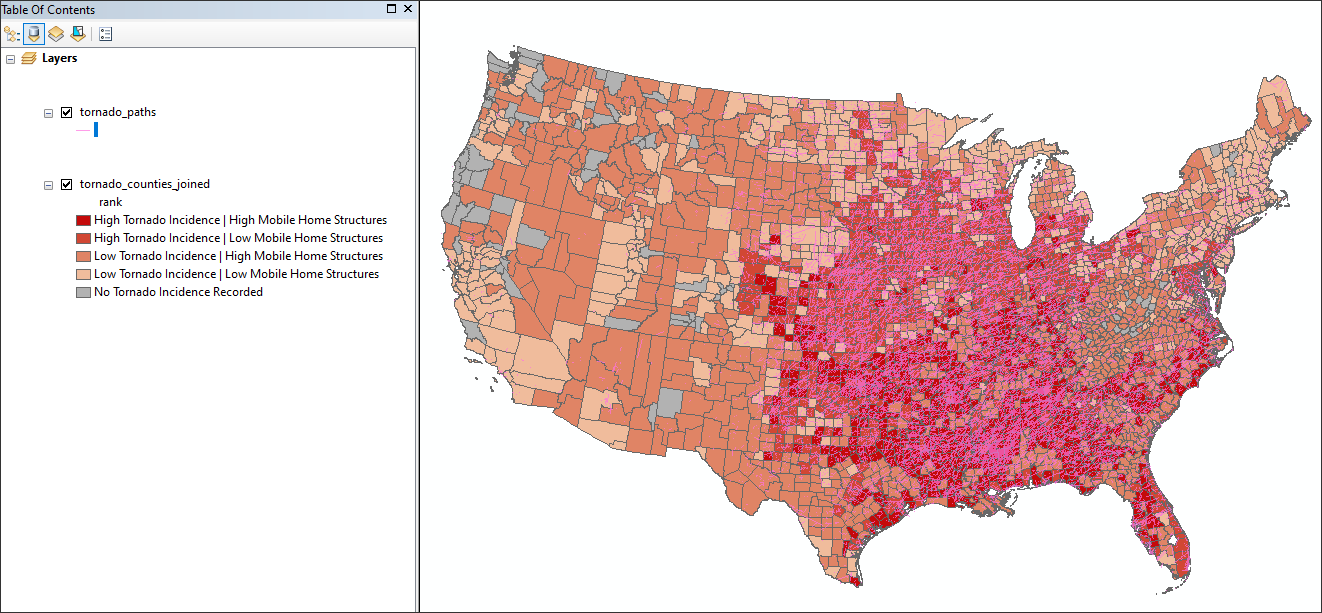 Table Of Contents
Layers
tornado_paths
tornado_counties_joined
rank
High Tornado Incidence | High Mobile Home Structures
High Tornado Incidence | Low Mobile Home Structures
Low Tornado Incidence | High Mobile Home Structures
Low Tornado Incidence | Low Mobile Home Structures
No Tornado Incidence Recorded